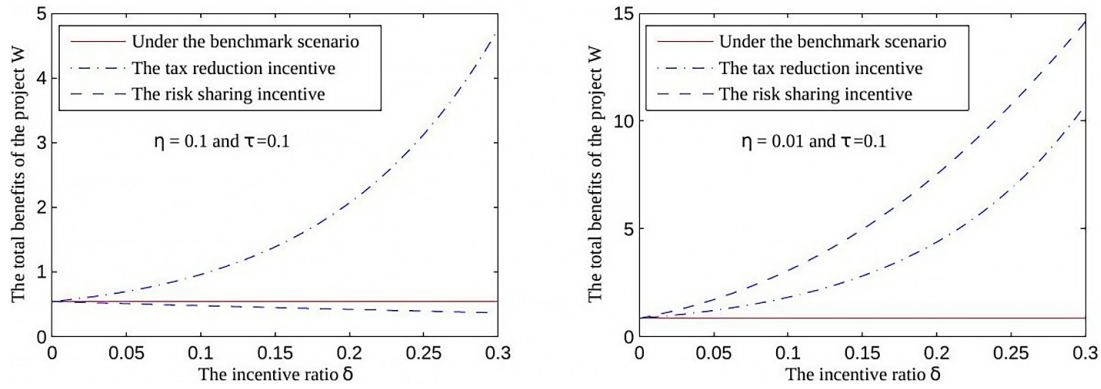 The total benefits of the project W
5
4
3
2
1
0
Under the benchmark scenario
The tax reduction incentive
The risk sharing incentive
η = 0.1 and τ=0.1
0 0.05 0.1 0.15 0.2 0.25 0.3
The incentive ratio δ
The total benefits of the project W
15
10
5
0
Under the benchmark scenario
The tax reduction incentive
The risk sharing incentive
η = 0.01 and τ=0.1
0 0.05 0.1 0.15 0.2 0.25 0.3
The incentive ratio δ